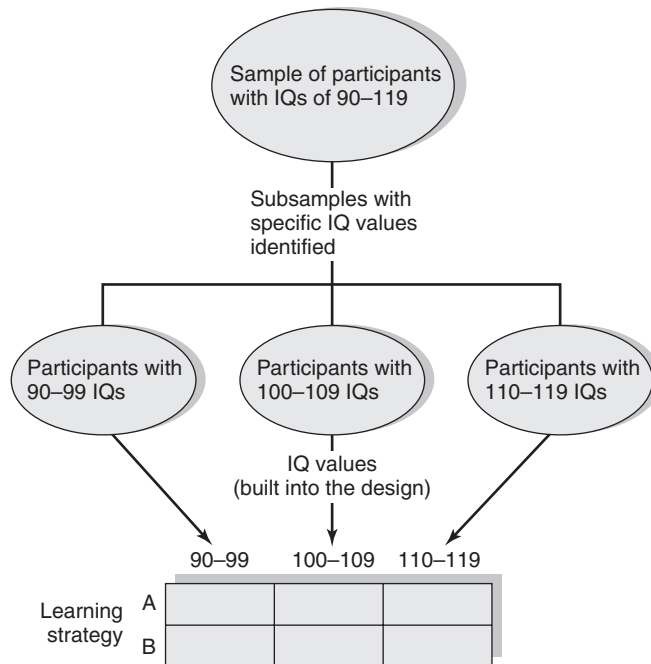 Sample of participants
with IQs of 90–119
Subsamples with
specific IQ values
identified
Participants with
90–99 IQs
Participants with
100–109 IQs
Participants with
110–119 IQs
IQ values
(built into the design)
90–99 100–109 110–119
Learning
strategy
A
B